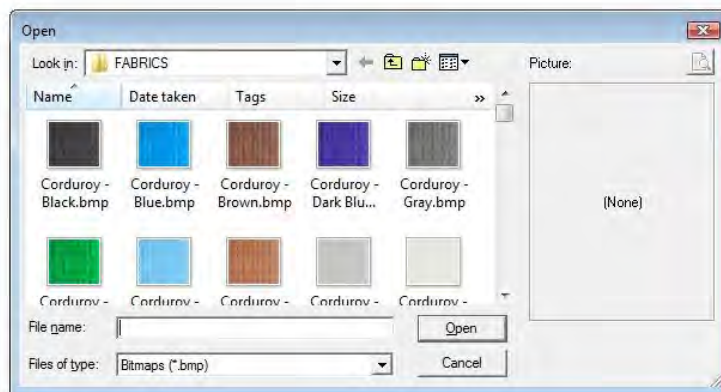 Open
Look in: FABRICS
Picture:
Name Date taken Tags Size »
Corduroy - Black.bmp
Corduroy - Blue.bmp
Corduroy - Brown.bmp
Corduroy - Dark Blu...
Corduroy - Gray.bmp
(None)
Corduroy - Corduroy - Corduroy - Corduroy - Corduroy -
File name: Open
Files of type: Bitmaps (*.bmp) Cancel